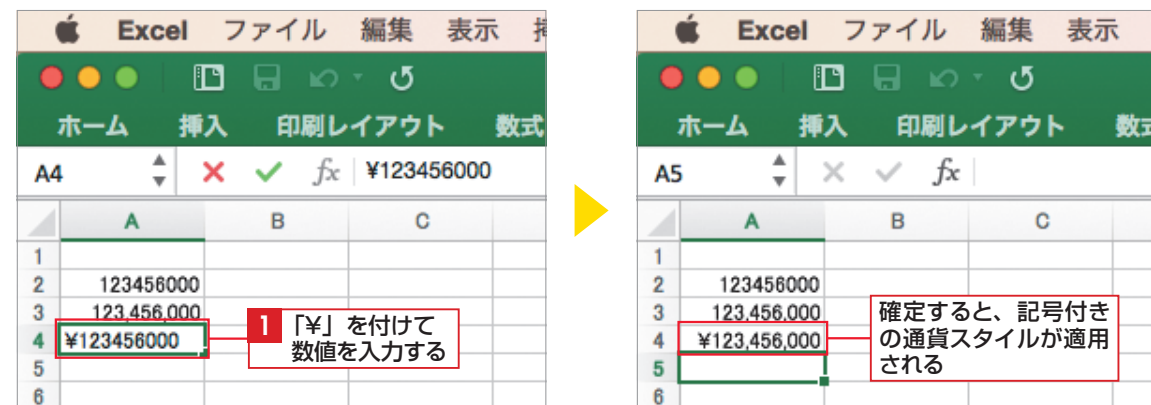 Excel ファイル 編集 表示
ホーム 挿入 印刷レイアウト 数式
A4 fx ¥123456000
A B C
1
2 123456000
3 123,456,000
4 ¥123456000
5
6
1 「¥」を付けて
数値を入力する
Excel ファイル 編集 表示
ホーム 挿入 印刷レイアウト
A5 fx
A B C
1
2 123456000
3 123,456,000
4 ¥123,456,000
5
6
確定すると、記号付き
の通貨スタイルが適用
される